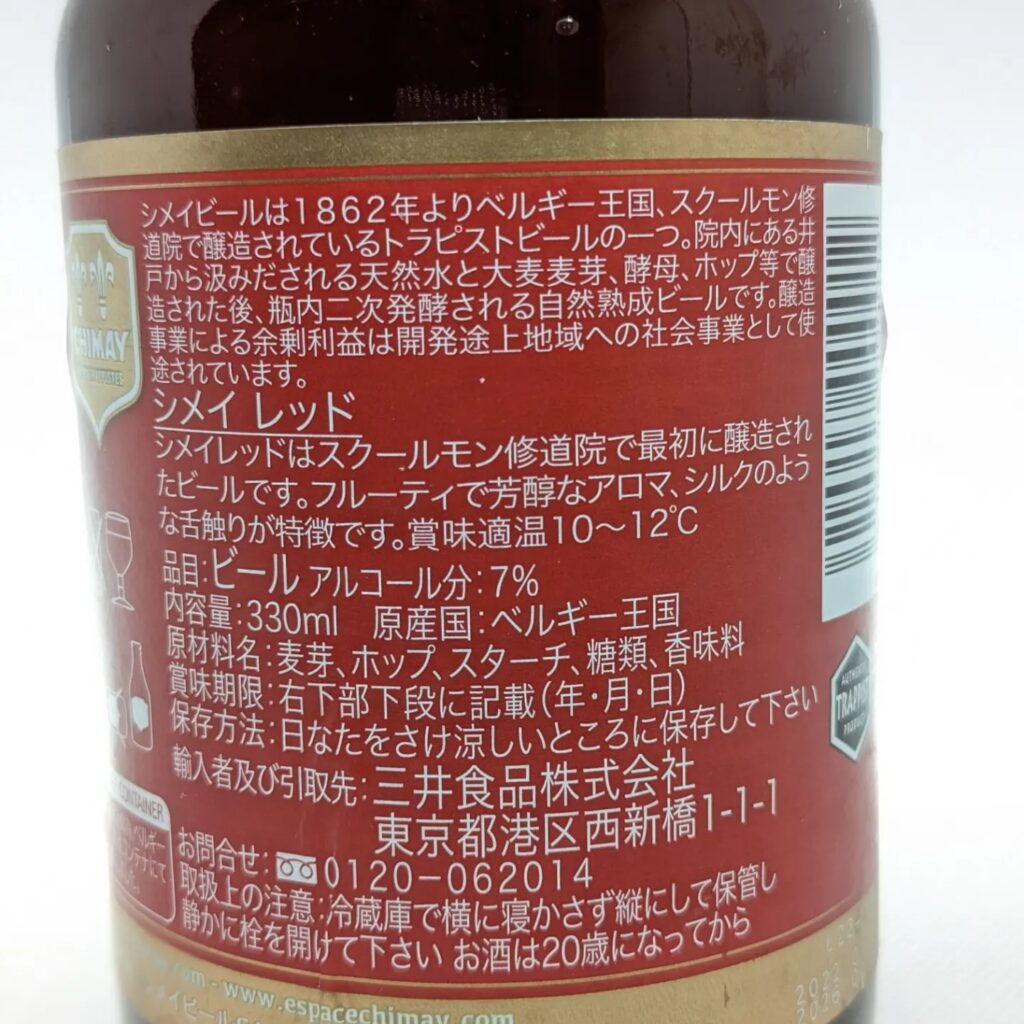 シメイビールは1862年よりベルギー王国、スクールモン修
道院で醸造されているトラピストビールの一つ。院内にある井
戸から汲みだされる天然水と大麦麦芽、酵母、ホップ等で醸
造された後、瓶内二次発酵される自然熟成ビールです。醸造
事業による余剰利益は開発途上地域への社会事業として使
途されています。
CHIMAY
シメイ レッド
シメイレッドはスクールモン修道院で最初に醸造され
たビールです。フルーティで芳醇なアロマ、シルクのよう
な舌触りが特徴です。賞味適温10～12℃
品目:ビール アルコール分:7%
内容量:330ml 原産国:ベルギー王国
原材料名:麦芽、ホップ、スターチ、糖類、香味料
賞味期限:右下部下段に記載(年・月・日)
保存方法:日なたをさけ涼しいところに保存して下さい
輸入者及び引取先:三井食品株式会社
東京都港区西新橋1-1-1
お問合せ:0120-062014
取扱上の注意:冷蔵庫で横に寝かさず縦にして保管し
静かに栓を開けて下さい お酒は20歳になってから
TRAPPIST
CONTAINER
www.espacechimay.com